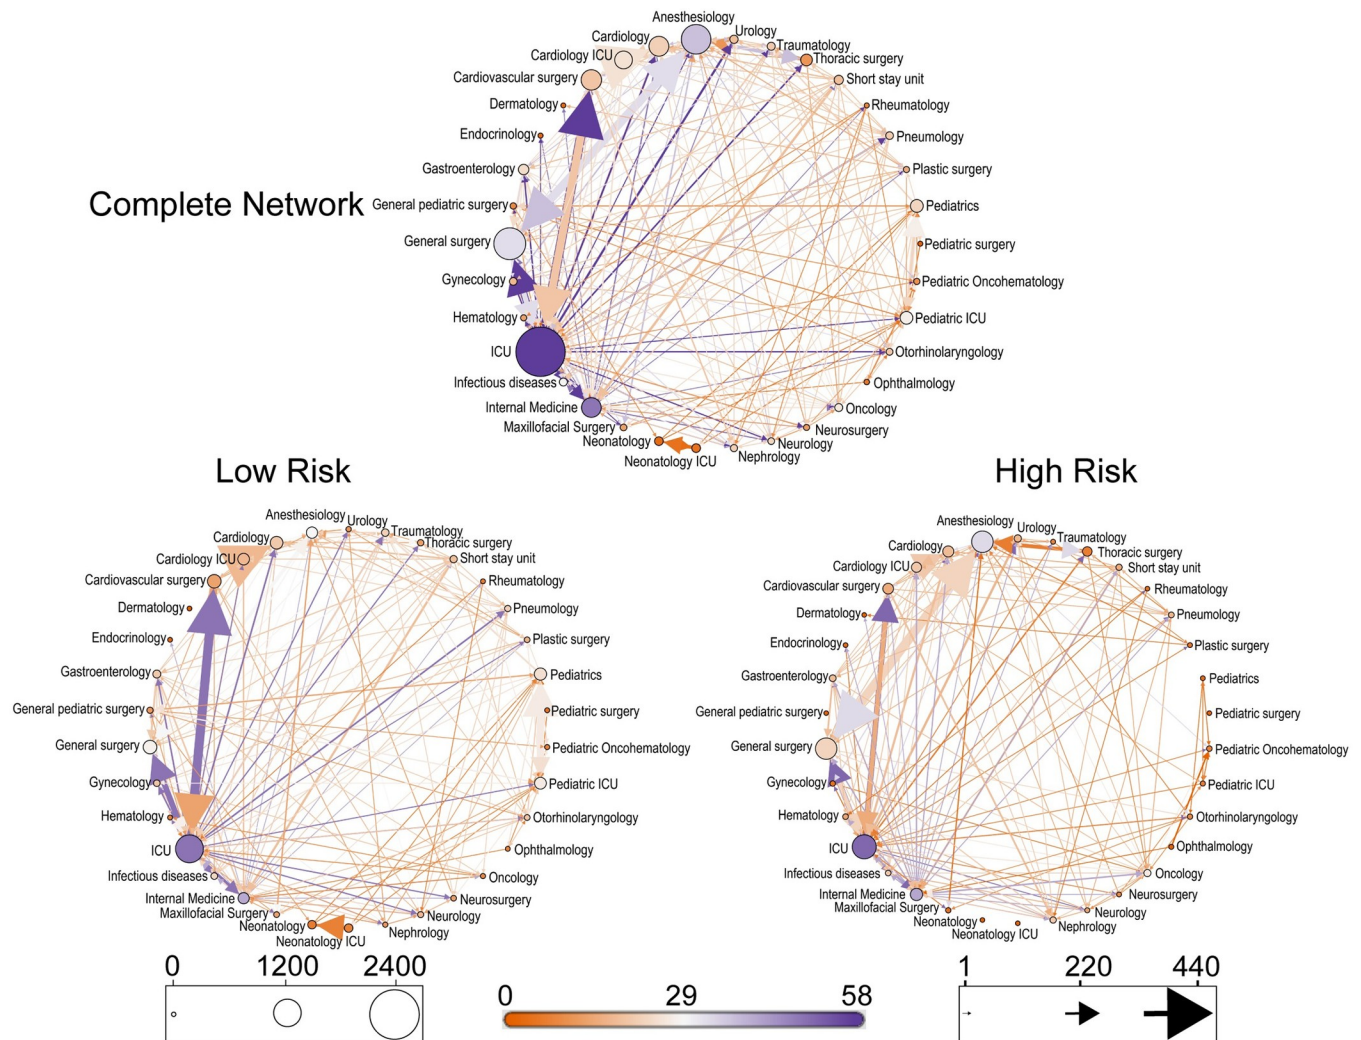 Complete Network
Anesthesiology
Urology
Traumatology
Thoracic surgery
Short stay unit
Rheumatology
Pneumology
Plastic surgery
Pediatrics
Pediatric surgery
Pediatric Oncohematology
Pediatric ICU
Otorhinolaryngology
Ophthalmology
Oncology
Neurosurgery
Neurology
Nephrology
Neonatology ICU
Neonatology
Maxillofacial Surgery
Internal Medicine
Infectious diseases
ICU
Hematology
Gynecology
General surgery
General pediatric surgery
Gastroenterology
Endocrinology
Dermatology
Cardiovascular surgery
Cardiology ICU
Cardiology
Low Risk
Anesthesiology
Urology
Traumatology
Thoracic surgery
Short stay unit
Rheumatology
Pneumology
Plastic surgery
Pediatrics
Pediatric surgery
Pediatric Oncohematology
Pediatric ICU
Otorhinolaryngology
Ophthalmology
Oncology
Neurosurgery
Neurology
Nephrology
Neonatology ICU
Neonatology
Maxillofacial Surgery
Internal Medicine
Infectious diseases
ICU
Hematology
Gynecology
General surgery
General pediatric surgery
Gastroenterology
Endocrinology
Dermatology
Cardiovascular surgery
Cardiology ICU
Cardiology
High Risk
Anesthesiology
Urology
Traumatology
Thoracic surgery
Short stay unit
Rheumatology
Pneumology
Plastic surgery
Pediatrics
Pediatric surgery
Pediatric Oncohematology
Pediatric ICU
Otorhinolaryngology
Ophthalmology
Oncology
Neurosurgery
Neurology
Nephrology
Neonatology ICU
Neonatology
Maxillofacial Surgery
Internal Medicine
Infectious diseases
ICU
Hematology
Gynecology
General surgery
General pediatric surgery
Gastroenterology
Endocrinology
Dermatology
Cardiovascular surgery
Cardiology ICU
Cardiology
0 1200 2400
0 29 58
1 220 440